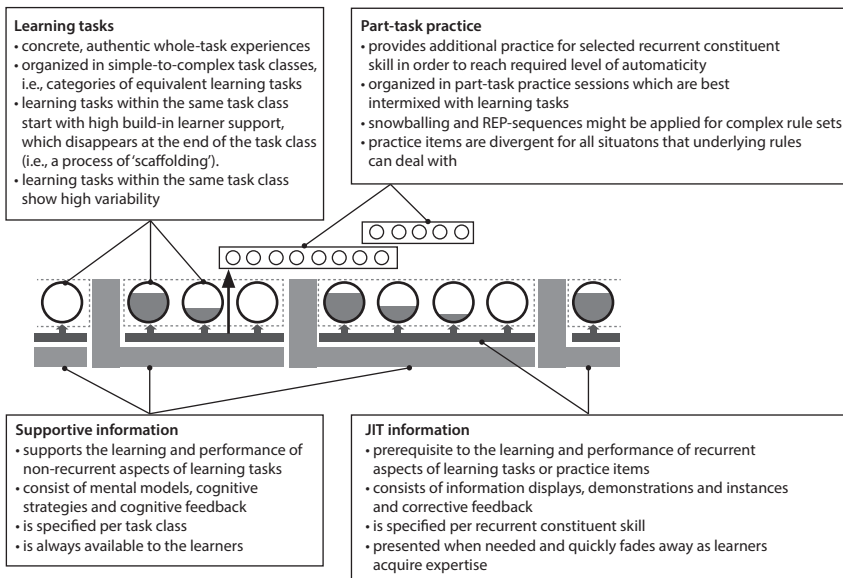 Learning tasks
• concrete, authentic whole-task experiences
• organized in simple-to-complex task classes,
i.e., categories of equivalent learning tasks
• learning tasks within the same task class
start with high build-in learner support,
which disappears at the end of the task class
(i.e., a process of ‘scaffolding’).
• learning tasks within the same task class
show high variability
Part-task practice
• provides additional practice for selected recurrent constituent
skill in order to reach required level of automaticity
• organized in part-task practice sessions which are best
intermixed with learning tasks
• snowballing and REP-sequences might be applied for complex rule sets
• practice items are divergent for all situatons that underlying rules
can deal with
Supportive information
• supports the learning and performance of
non-recurrent aspects of learning tasks
• consist of mental models, cognitive
strategies and cognitive feedback
• is specified per task class
• is always available to the learners
JIT information
• prerequisite to the learning and performance of recurrent
aspects of learning tasks or practice items
• consists of information displays, demonstrations and instances
and corrective feedback
• is specified per recurrent constituent skill
• presented when needed and quickly fades away as learners
acquire expertise